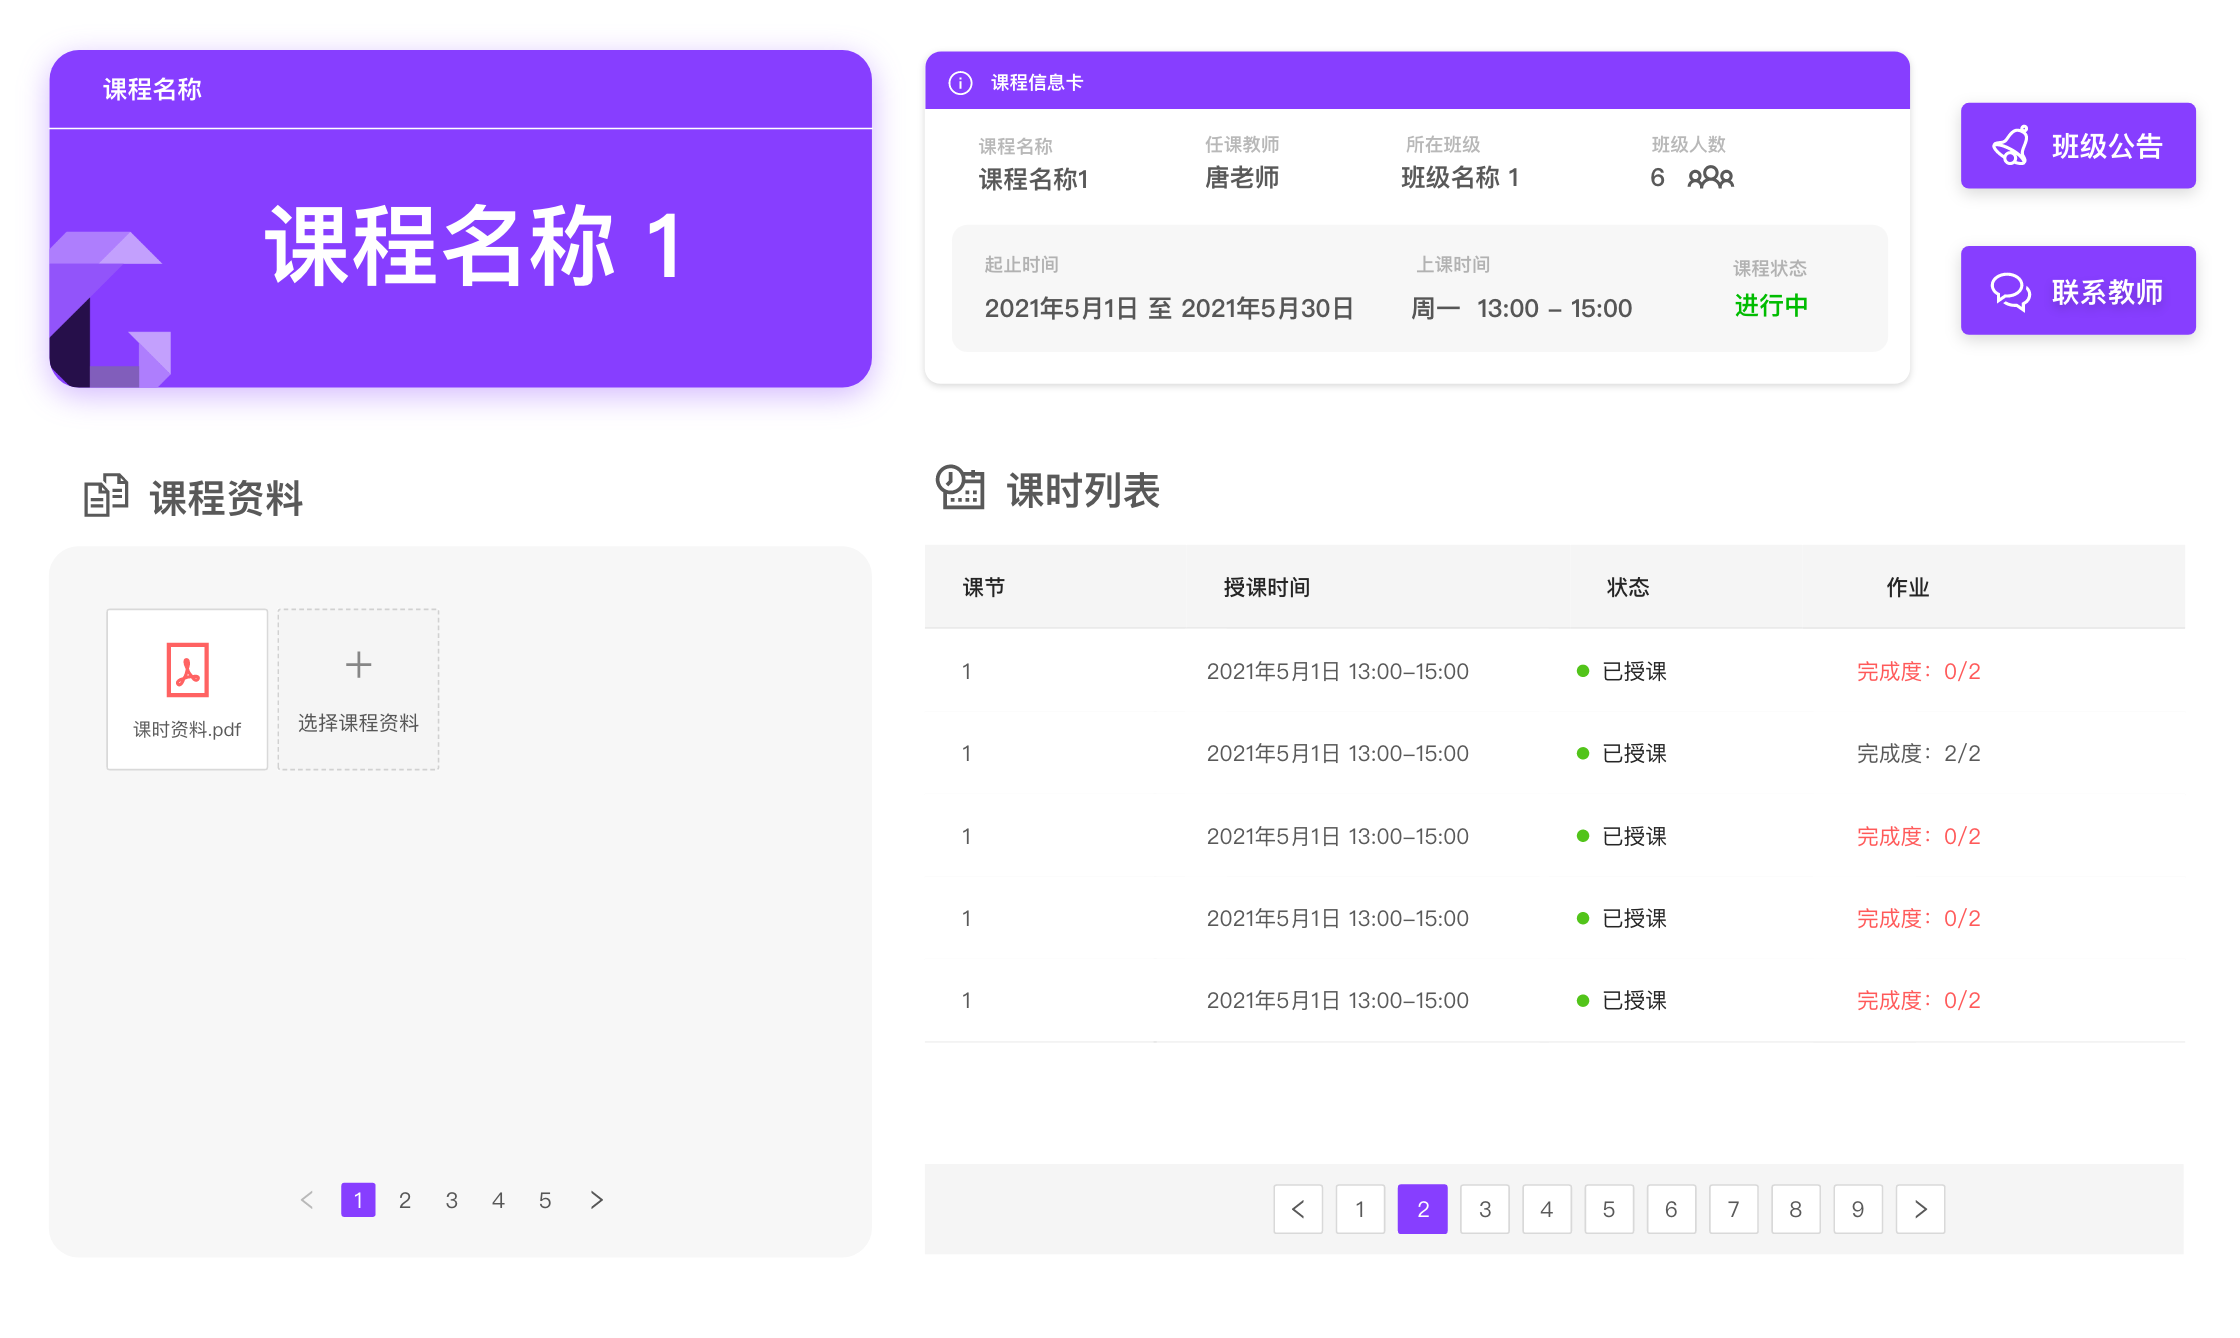 课程名称
课程名称 1
课程信息卡
课程名称 任课教师 所在班级 班级人数
课程名称1 唐老师 班级名称 1 6
起止时间 上课时间 课程状态
2021年5月1日 至 2021年5月30日 周一 13:00 – 15:00 进行中
班级公告
联系教师
课程资料
课时资料.pdf
选择课程资料
< 1 2 3 4 5 >
课时列表
课节 授课时间 状态 作业
1 2021年5月1日 13:00–15:00 已授课 完成度：0/2
1 2021年5月1日 13:00–15:00 已授课 完成度：2/2
1 2021年5月1日 13:00–15:00 已授课 完成度：0/2
1 2021年5月1日 13:00–15:00 已授课 完成度：0/2
1 2021年5月1日 13:00–15:00 已授课 完成度：0/2
< 1 2 3 4 5 6 7 8 9 >